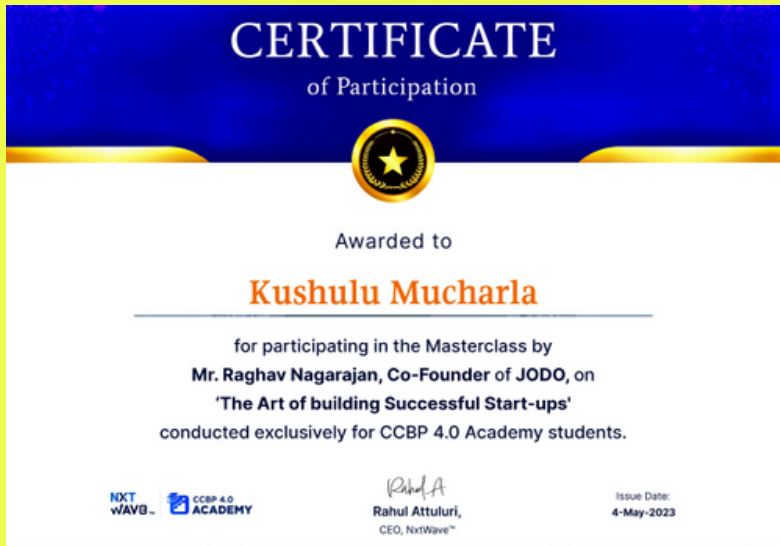 CERTIFICATE
of Participation
Awarded to
Kushulu Mucharla
for participating in the Masterclass by
Mr. Raghav Nagarajan, Co-Founder of JODO, on
'The Art of building Successful Start-ups'
conducted exclusively for CCBP 4.0 Academy students.
NXT
WAVE™
CCBP 4.0
ACADEMY
Rahul A
Rahul Attuluri,
CEO, NxtWave™
Issue Date:
4-May-2023